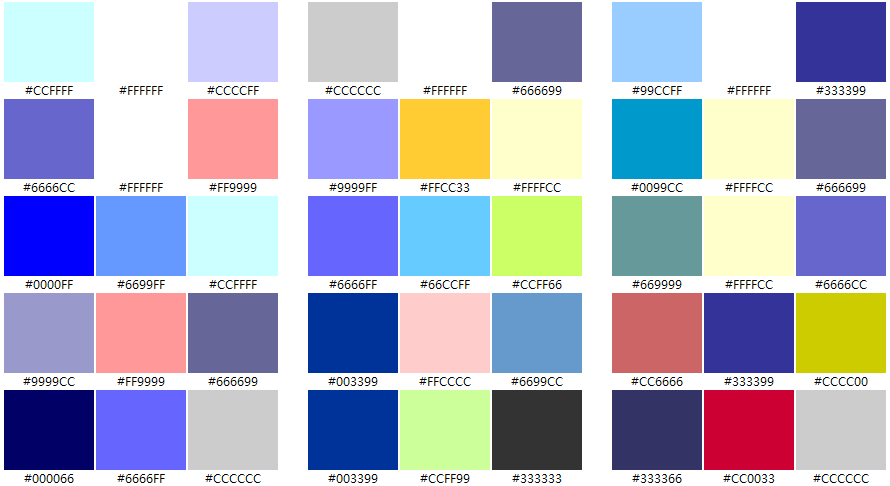 #CCFFFF #FFFFFF #CCCCFF #CCCCCC #FFFFFF #666699 #99CCFF #FFFFFF #333399
#6666CC #FFFFFF #FF9999 #9999FF #FFCC33 #FFFFCC #0099CC #FFFFCC #666699
#0000FF #6699FF #CCFFFF #6666FF #66CCFF #CCFF66 #669999 #FFFFCC #6666CC
#9999CC #FF9999 #666699 #003399 #FFCCCC #6699CC #CC6666 #333399 #CCCC00
#000066 #6666FF #CCCCCC #003399 #CCFF99 #333333 #333366 #CC0033 #CCCCCC